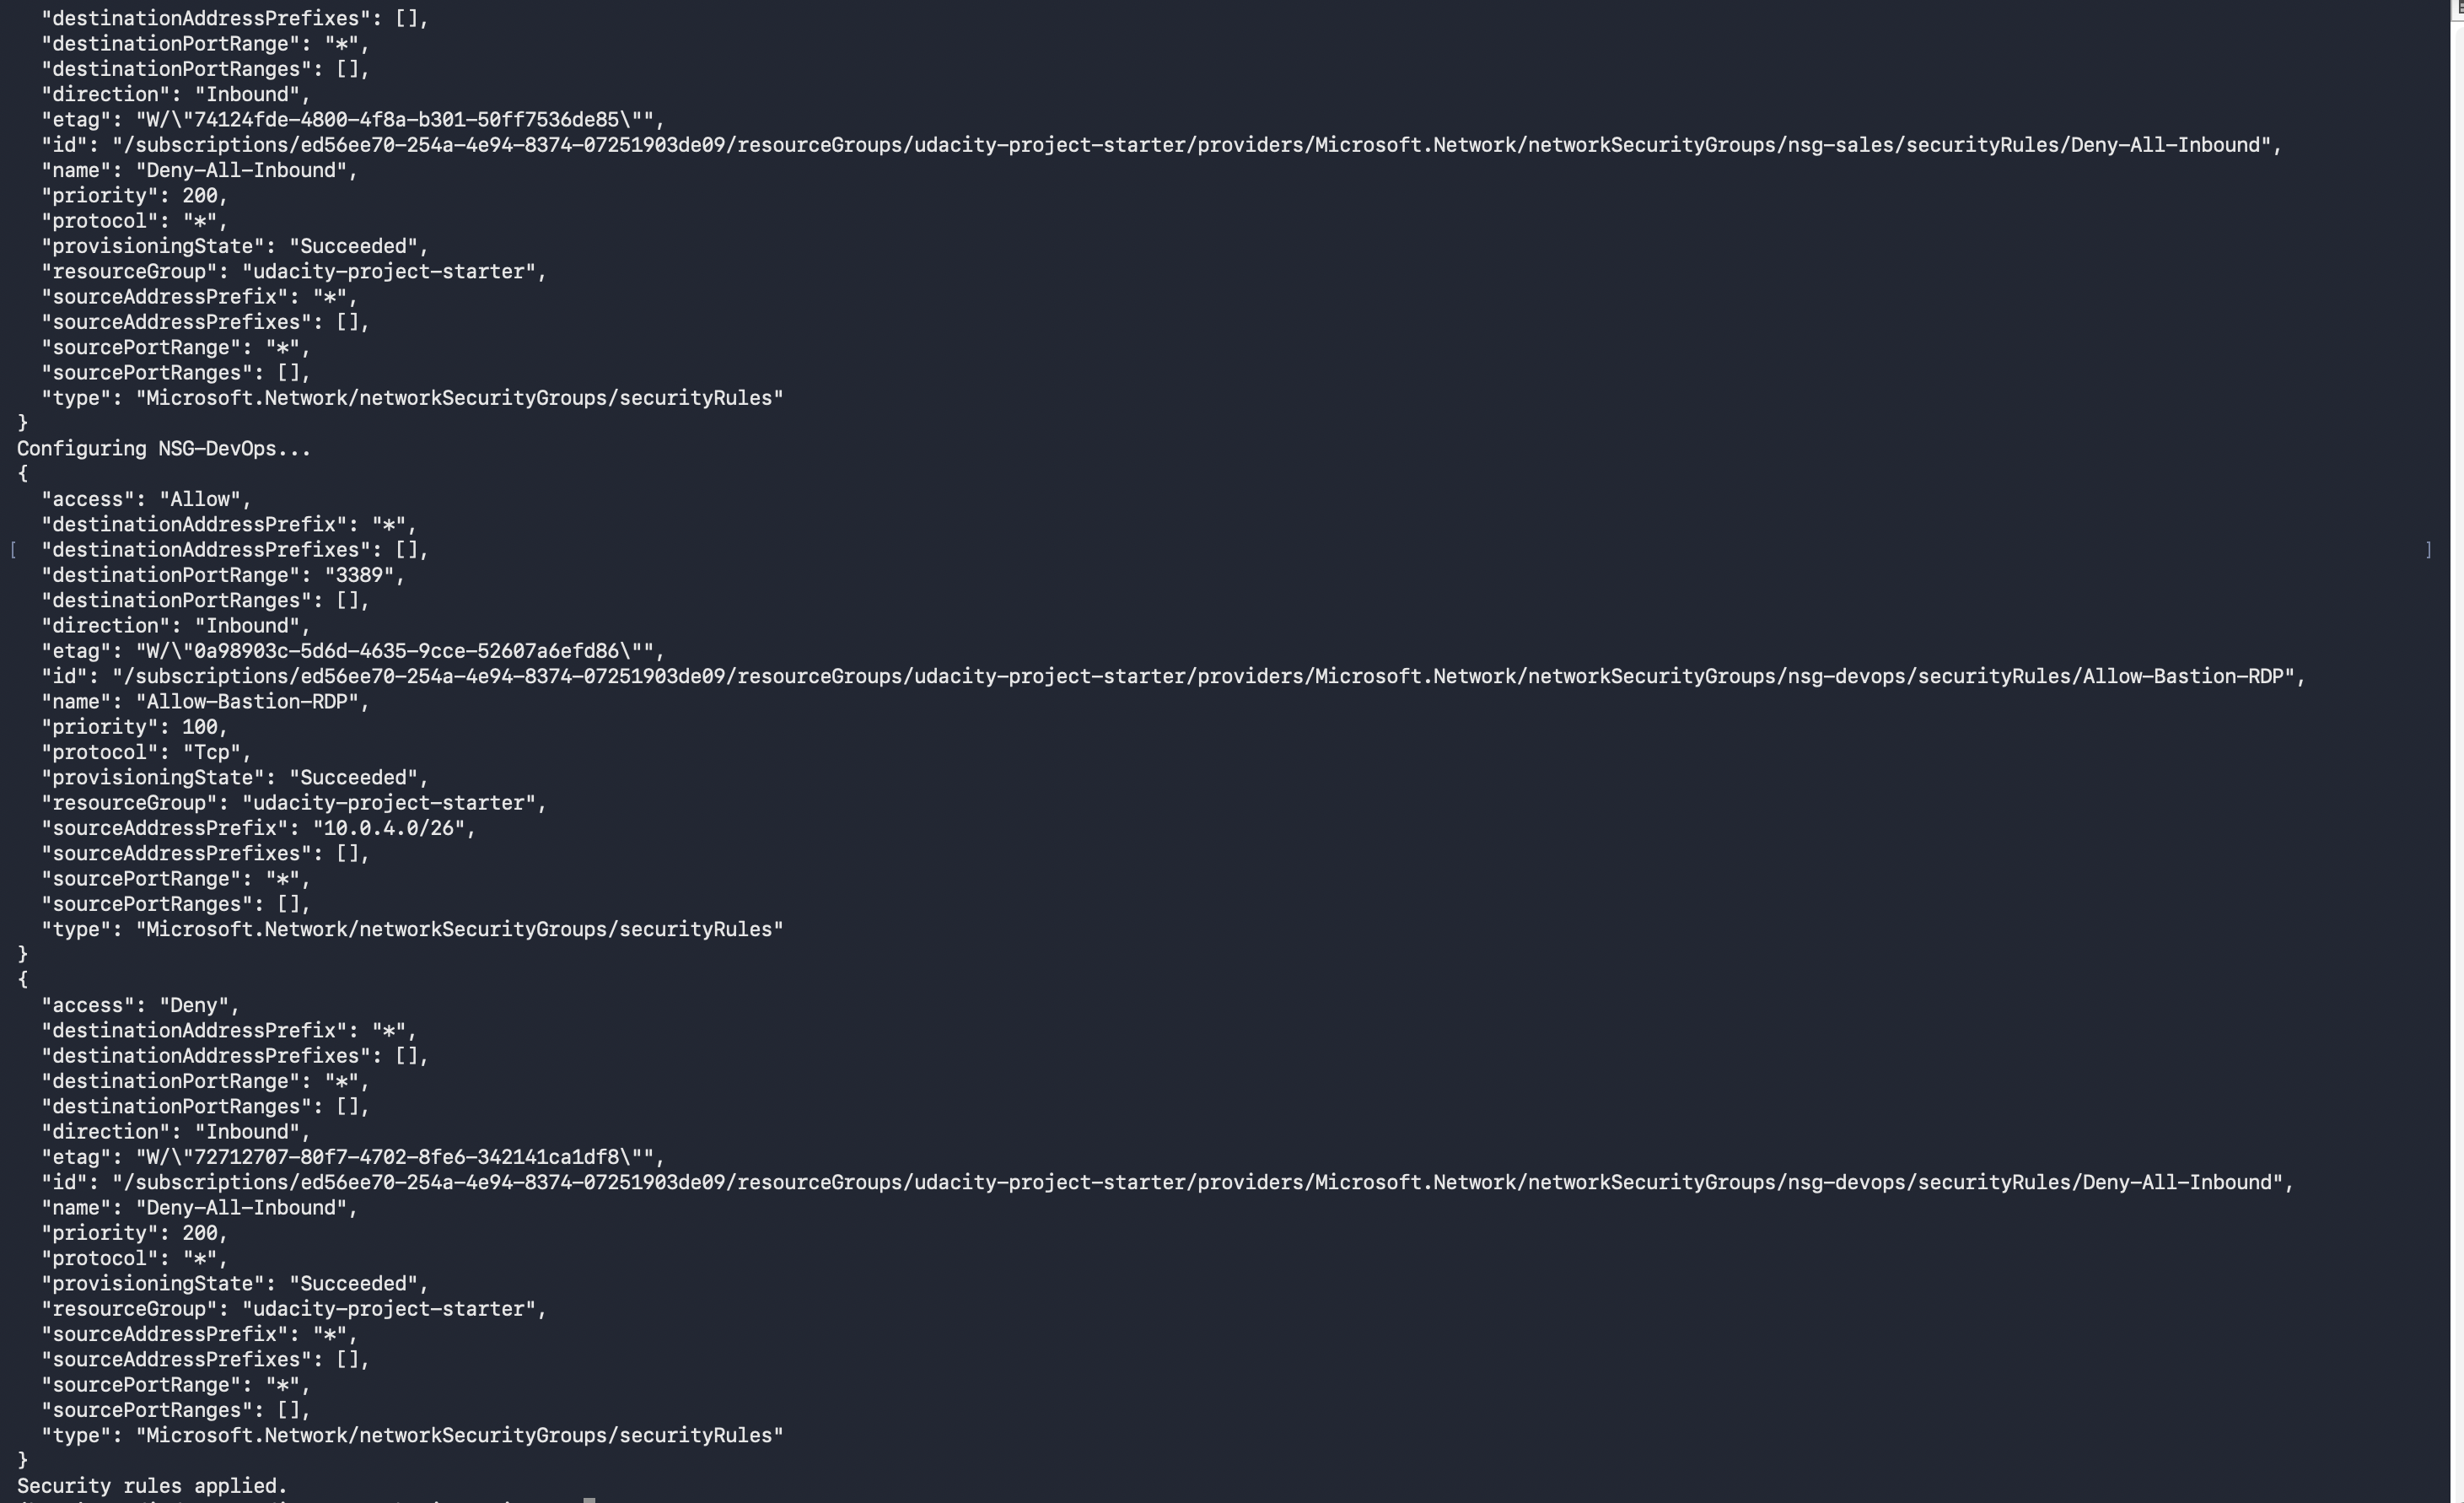 "destinationAddressPrefixes": [],
"destinationPortRange": "*",
"destinationPortRanges": [],
"direction": "Inbound",
"etag": "W/\"74124fde-4800-4f8a-b301-50ff7536de85\"",
"id": "/subscriptions/ed56ee70-254a-4e94-8374-07251903de09/resourceGroups/udacity-project-starter/providers/Microsoft.Network/networkSecurityGroups/nsg-sales/securityRules/Deny-All-Inbound",
"name": "Deny-All-Inbound",
"priority": 200,
"protocol": "*",
"provisioningState": "Succeeded",
"resourceGroup": "udacity-project-starter",
"sourceAddressPrefix": "*",
"sourceAddressPrefixes": [],
"sourcePortRange": "*",
"sourcePortRanges": [],
"type": "Microsoft.Network/networkSecurityGroups/securityRules"
}
Configuring NSG-DevOps...
{
"access": "Allow",
"destinationAddressPrefix": "*",
[ "destinationAddressPrefixes": [], ]
"destinationPortRange": "3389",
"destinationPortRanges": [],
"direction": "Inbound",
"etag": "W/\"0a98903c-5d6d-4635-9cce-52607a6efd86\"",
"id": "/subscriptions/ed56ee70-254a-4e94-8374-07251903de09/resourceGroups/udacity-project-starter/providers/Microsoft.Network/networkSecurityGroups/nsg-devops/securityRules/Allow-Bastion-RDP",
"name": "Allow-Bastion-RDP",
"priority": 100,
"protocol": "Tcp",
"provisioningState": "Succeeded",
"resourceGroup": "udacity-project-starter",
"sourceAddressPrefix": "10.0.4.0/26",
"sourceAddressPrefixes": [],
"sourcePortRange": "*",
"sourcePortRanges": [],
"type": "Microsoft.Network/networkSecurityGroups/securityRules"
}
{
"access": "Deny",
"destinationAddressPrefix": "*",
"destinationAddressPrefixes": [],
"destinationPortRange": "*",
"destinationPortRanges": [],
"direction": "Inbound",
"etag": "W/\"72712707-80f7-4702-8fe6-342141ca1df8\"",
"id": "/subscriptions/ed56ee70-254a-4e94-8374-07251903de09/resourceGroups/udacity-project-starter/providers/Microsoft.Network/networkSecurityGroups/nsg-devops/securityRules/Deny-All-Inbound",
"name": "Deny-All-Inbound",
"priority": 200,
"protocol": "*",
"provisioningState": "Succeeded",
"resourceGroup": "udacity-project-starter",
"sourceAddressPrefix": "*",
"sourceAddressPrefixes": [],
"sourcePortRange": "*",
"sourcePortRanges": [],
"type": "Microsoft.Network/networkSecurityGroups/securityRules"
}
Security rules applied.